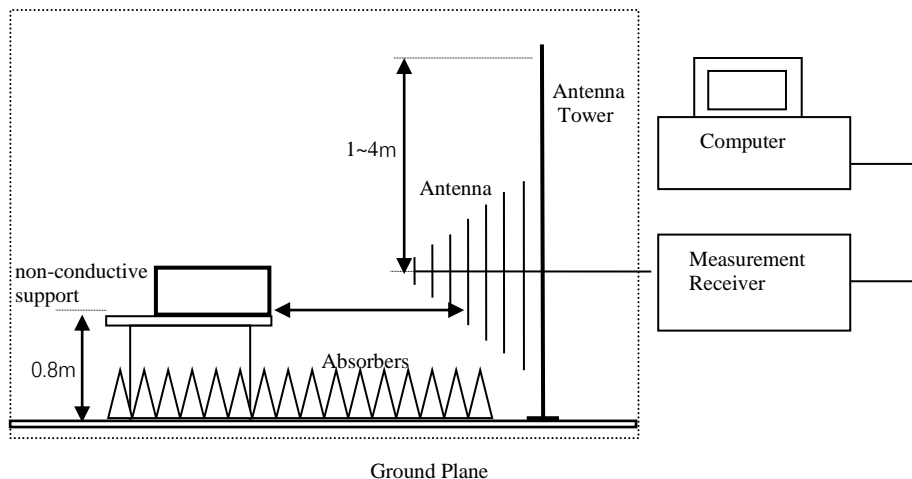 Antenna
Tower
Computer
1~4m
Antenna
Measurement
Receiver
non-conductive
support
0.8m
Absorbers
Ground Plane